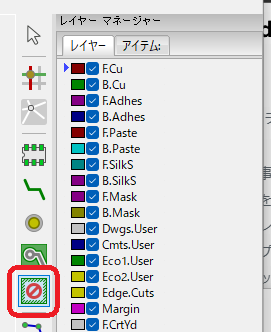 レイヤー マネージャー
レイヤー
アイテム:
F.Cu
B.Cu
F.Adhes
B.Adhes
F.Paste
B.Paste
F.SilkS
B.SilkS
F.Mask
B.Mask
Dwgs.User
Cmts.User
Eco1.User
Eco2.User
Edge.Cuts
Margin
F.CrtYd